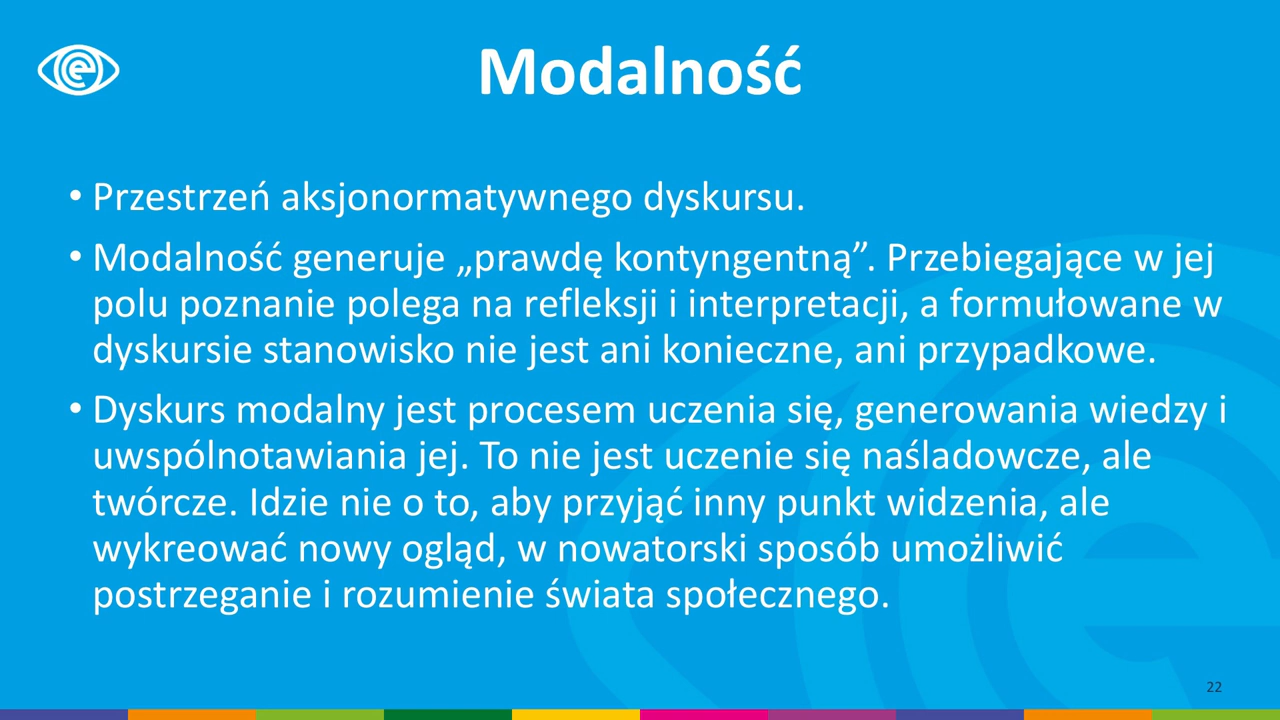 Modalność
• Przestrzeń aksjonormatywnego dyskursu.
• Modalność generuje „prawdę kontyngentną”. Przebiegające w jej
polu poznanie polega na refleksji i interpretacji, a formułowane w
dyskursie stanowisko nie jest ani konieczne, ani przypadkowe.
• Dyskurs modalny jest procesem uczenia się, generowania wiedzy i
uwspólnotawiania jej. To nie jest uczenie się naśladowcze, ale
twórcze. Idzie nie o to, aby przyjąć inny punkt widzenia, ale
wykreować nowy ogląd, w nowatorski sposób umożliwić
postrzeganie i rozumienie świata społecznego.
22